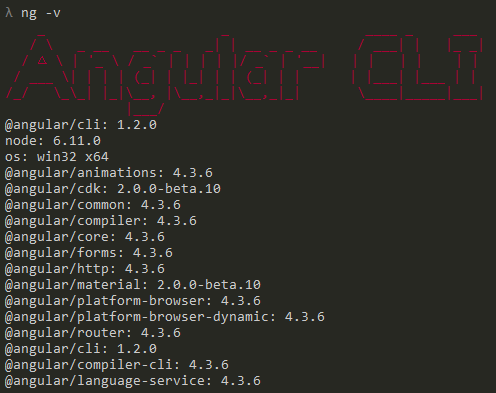 λ ng -v
Angular CLI
@angular/cli: 1.2.0
node: 6.11.0
os: win32 x64
@angular/animations: 4.3.6
@angular/cdk: 2.0.0-beta.10
@angular/common: 4.3.6
@angular/compiler: 4.3.6
@angular/core: 4.3.6
@angular/forms: 4.3.6
@angular/http: 4.3.6
@angular/material: 2.0.0-beta.10
@angular/platform-browser: 4.3.6
@angular/platform-browser-dynamic: 4.3.6
@angular/router: 4.3.6
@angular/cli: 1.2.0
@angular/compiler-cli: 4.3.6
@angular/language-service: 4.3.6